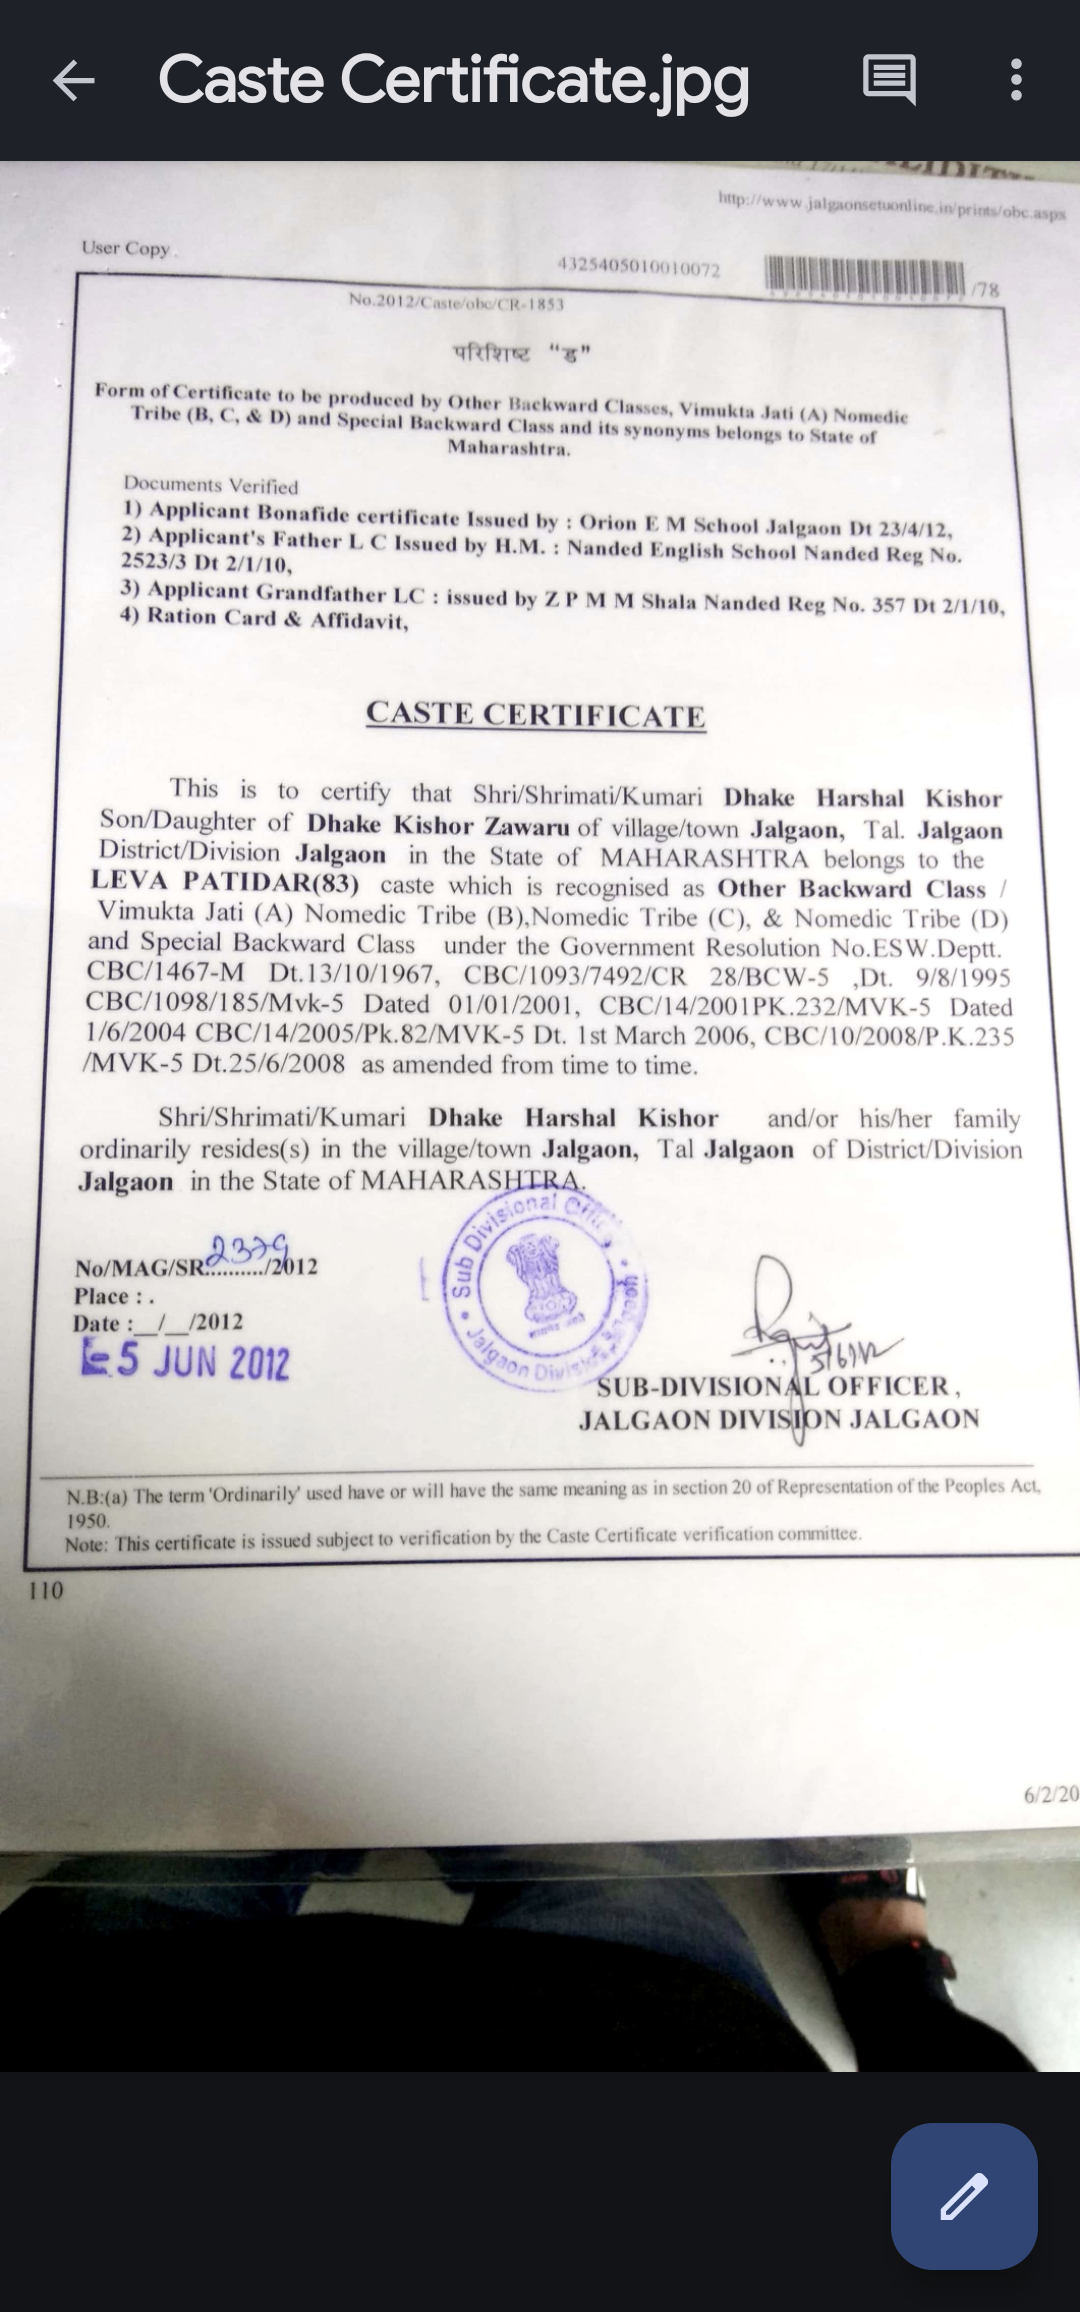 Caste Certificate.jpg
http://www.jalgaonsetuonline.in/prints/obc.aspx
User Copy
4325405010010072
/78
No.2012/Caste/obc/CR-1853
परिशिष्ट "ड"
Form of Certificate to be produced by Other Backward Classes, Vimukta Jati (A) Nomedic
Tribe (B, C, & D) and Special Backward Class and its synonyms belongs to State of
Maharashtra.
Documents Verified
1) Applicant Bonafide certificate Issued by : Orion E M School Jalgaon Dt 23/4/12,
2) Applicant's Father L C Issued by H.M. : Nanded English School Nanded Reg No.
2523/3 Dt 2/1/10,
3) Applicant Grandfather LC : issued by Z P M M Shala Nanded Reg No. 357 Dt 2/1/10,
4) Ration Card & Affidavit,
CASTE CERTIFICATE
This is to certify that Shri/Shrimati/Kumari Dhake Harshal Kishor
Son/Daughter of Dhake Kishor Zawaru of village/town Jalgaon, Tal. Jalgaon
District/Division Jalgaon in the State of MAHARASHTRA belongs to the
LEVA PATIDAR(83) caste which is recognised as Other Backward Class /
Vimukta Jati (A) Nomedic Tribe (B),Nomedic Tribe (C), & Nomedic Tribe (D)
and Special Backward Class under the Government Resolution No.ESW.Deptt.
CBC/1467-M Dt.13/10/1967, CBC/1093/7492/CR 28/BCW-5 ,Dt. 9/8/1995
CBC/1098/185/Mvk-5 Dated 01/01/2001, CBC/14/2001PK.232/MVK-5 Dated
1/6/2004 CBC/14/2005/Pk.82/MVK-5 Dt. 1st March 2006, CBC/10/2008/P.K.235
/MVK-5 Dt.25/6/2008 as amended from time to time.
Shri/Shrimati/Kumari Dhake Harshal Kishor and/or his/her family
ordinarily resides(s) in the village/town Jalgaon, Tal Jalgaon of District/Division
Jalgaon in the State of MAHARASHTRA.
Sub Divisional
Jalgaon Division
No/MAG/SR........../2012
Place : .
Date :__/__/2012
5 JUN 2012
5/6/12
SUB-DIVISIONAL OFFICER ,
JALGAON DIVISION JALGAON
N.B:(a) The term 'Ordinarily' used have or will have the same meaning as in section 20 of Representation of the Peoples Act,
1950.
Note: This certificate is issued subject to verification by the Caste Certificate verification committee.
110
6/2/20